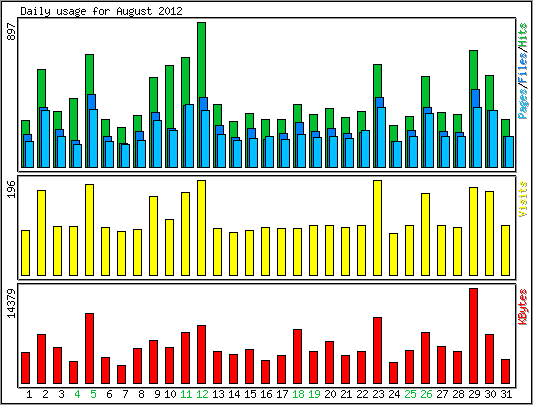 Daily usage for August 2012
897
Pages/Files/Hits
196
Visits
14379
KBytes
1 2 3 4 5 6 7 8 9 10 11 12 13 14 15 16 17 18 19 20 21 22 23 24 25 26 27 28 29 30 31